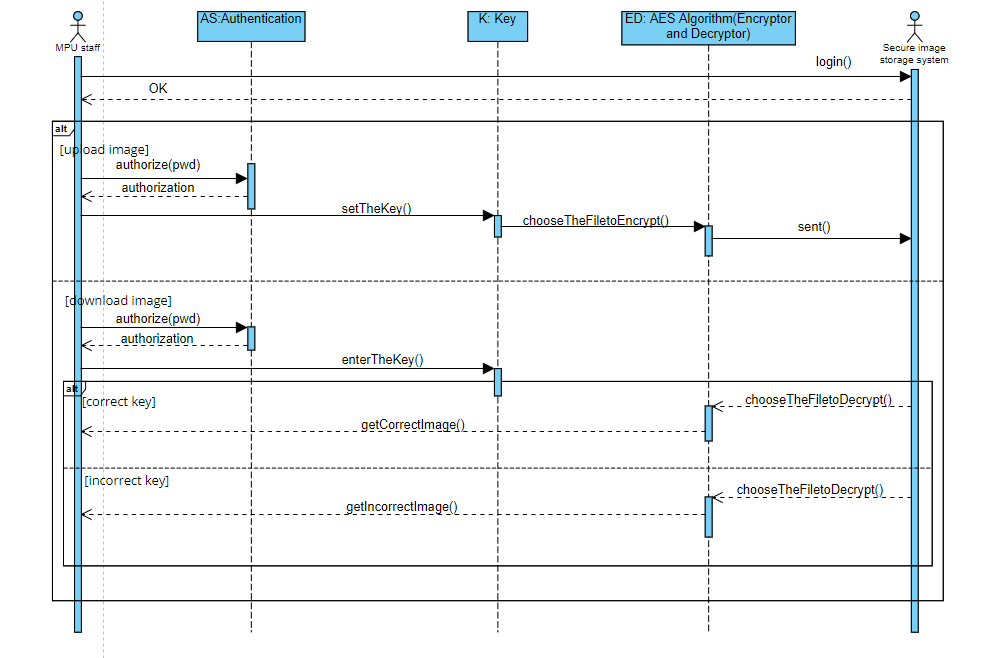 AS:Authentication
K: Key
ED: AES Algorithm(Encryptor
and Decryptor)
MPU staff
Secure image
storage system
login()
OK
alt
[upload image]
authorize(pwd)
authorization
setTheKey()
chooseTheFiletoEncrypt()
sent()
[download image]
authorize(pwd)
authorization
enterTheKey()
alt
[correct key]
chooseTheFiletoDecrypt()
getCorrectImage()
[incorrect key]
chooseTheFiletoDecrypt()
getIncorrectImage()